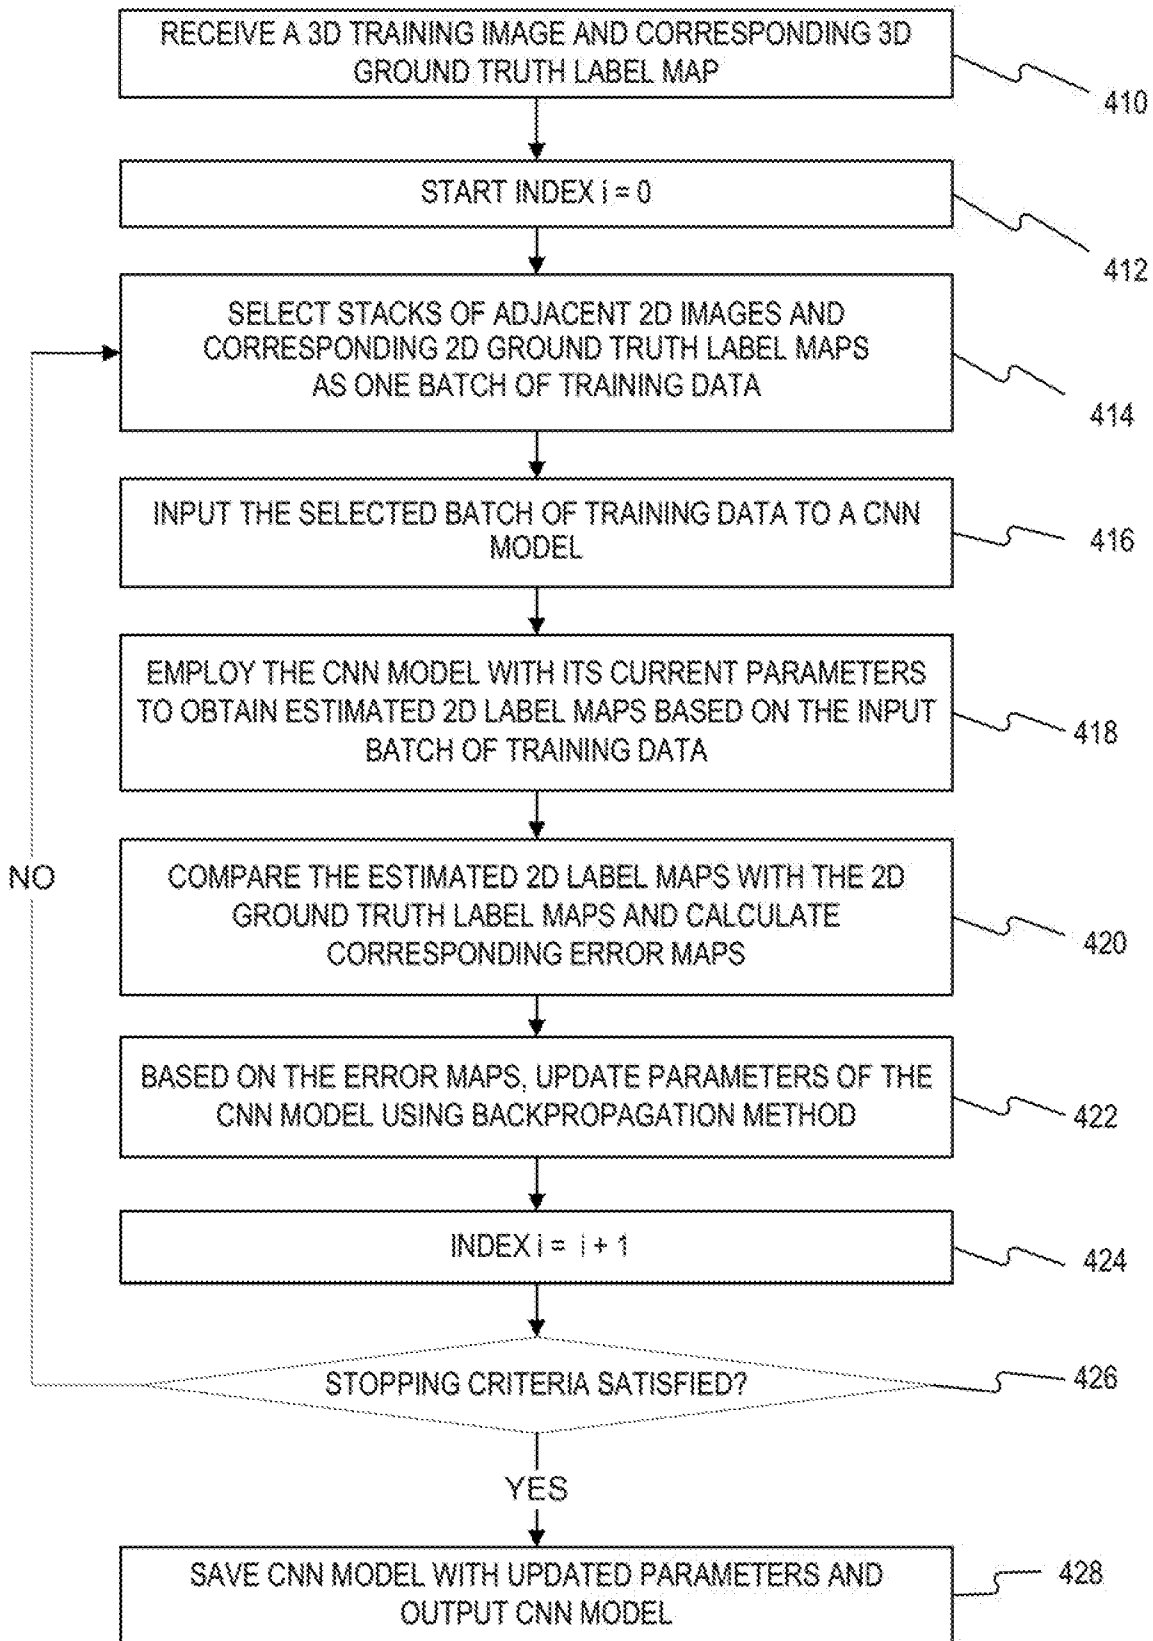 RECEIVE A 3D TRAINING IMAGE AND CORRESPONDING 3D
GROUND TRUTH LABEL MAP
410
START INDEX i = 0
412
SELECT STACKS OF ADJACENT 2D IMAGES AND
CORRESPONDING 2D GROUND TRUTH LABEL MAPS
AS ONE BATCH OF TRAINING DATA
414
INPUT THE SELECTED BATCH OF TRAINING DATA TO A CNN
MODEL
416
EMPLOY THE CNN MODEL WITH ITS CURRENT PARAMETERS
TO OBTAIN ESTIMATED 2D LABEL MAPS BASED ON THE INPUT
BATCH OF TRAINING DATA
418
NO
COMPARE THE ESTIMATED 2D LABEL MAPS WITH THE 2D
GROUND TRUTH LABEL MAPS AND CALCULATE
CORRESPONDING ERROR MAPS
420
BASED ON THE ERROR MAPS, UPDATE PARAMETERS OF THE
CNN MODEL USING BACKPROPAGATION METHOD
422
INDEX i = i + 1
424
STOPPING CRITERIA SATISFIED?
426
YES
SAVE CNN MODEL WITH UPDATED PARAMETERS AND
OUTPUT CNN MODEL
428